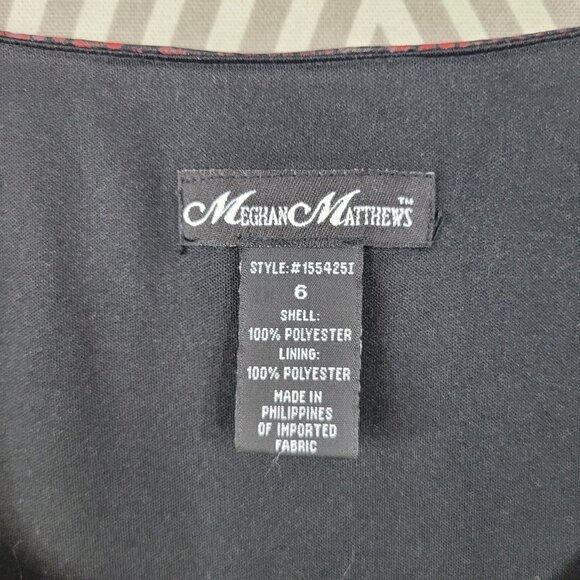 MEGHAN MATTHEWS™
STYLE:#155425I
6
SHELL:
100% POLYESTER
LINING:
100% POLYESTER
MADE IN
PHILIPPINES
OF IMPORTED
FABRIC